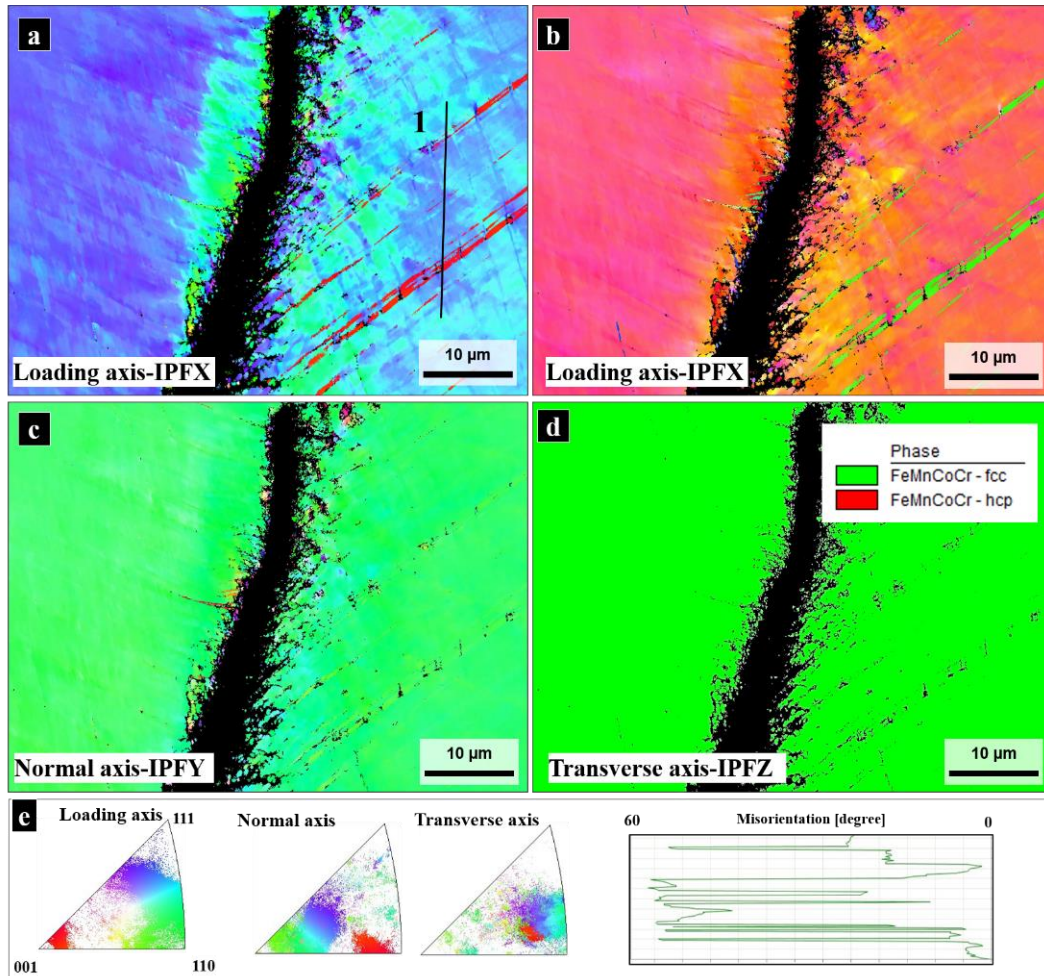 a
b
1
10 µm
Loading axis-IPFX
10 µm
Loading axis-IPFX
c
d
Phase
FeMnCoCr - fcc
FeMnCoCr - hcp
10 µm
Normal axis-IPFY
10 µm
Transverse axis-IPFZ
e
Loading axis
111
Normal axis
Transverse axis
60
Misorientation [degree]
0
001
110